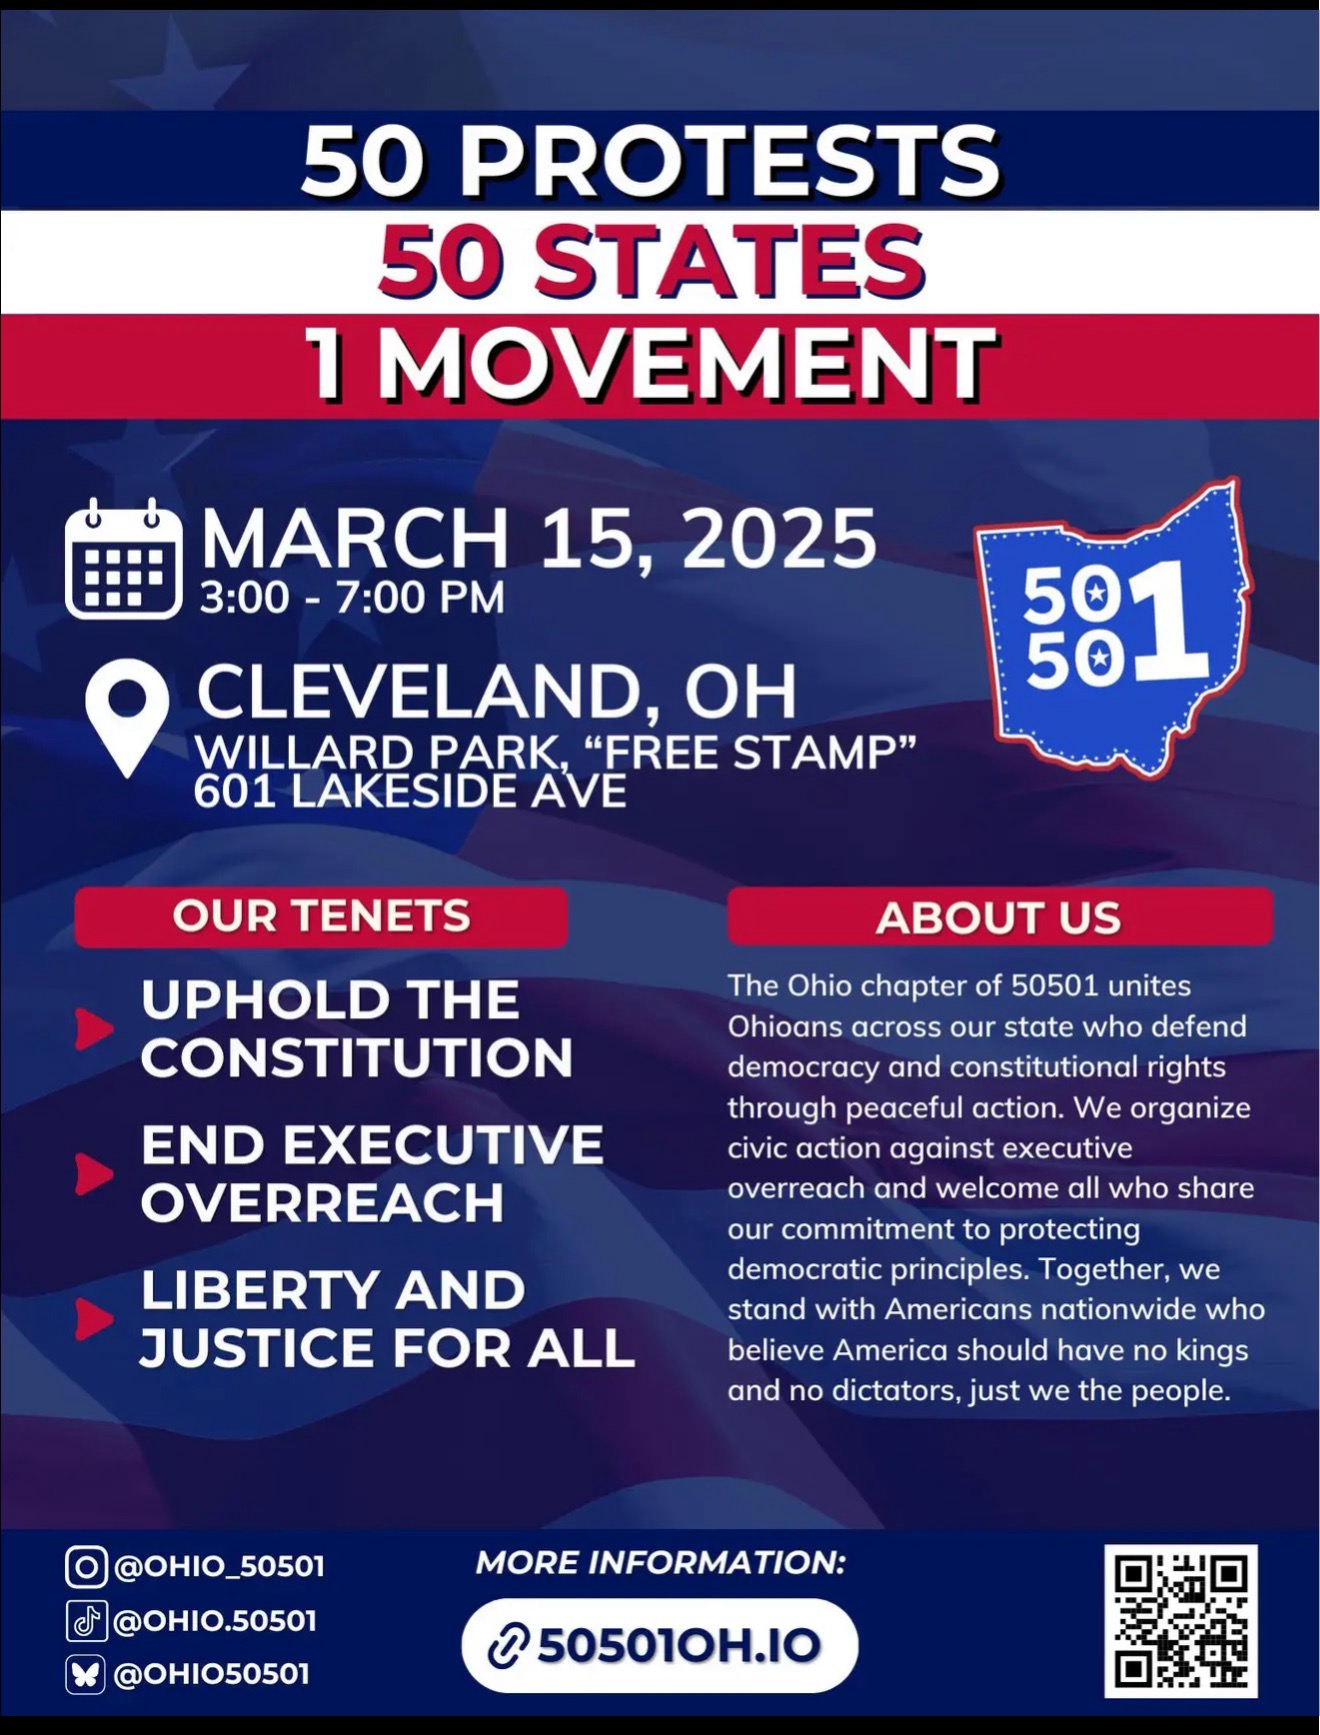 50 PROTESTS
50 STATES
1 MOVEMENT
MARCH 15, 2025
3:00 - 7:00 PM
50
50
1
CLEVELAND, OH
WILLARD PARK, “FREE STAMP”
601 LAKESIDE AVE
OUR TENETS
UPHOLD THE
CONSTITUTION
END EXECUTIVE
OVERREACH
LIBERTY AND
JUSTICE FOR ALL
ABOUT US
The Ohio chapter of 50501 unites
Ohioans across our state who defend
democracy and constitutional rights
through peaceful action. We organize
civic action against executive
overreach and welcome all who share
our commitment to protecting
democratic principles. Together, we
stand with Americans nationwide who
believe America should have no kings
and no dictators, just we the people.
@OHIO_50501
@OHIO.50501
@OHIO50501
MORE INFORMATION:
50501OH.IO